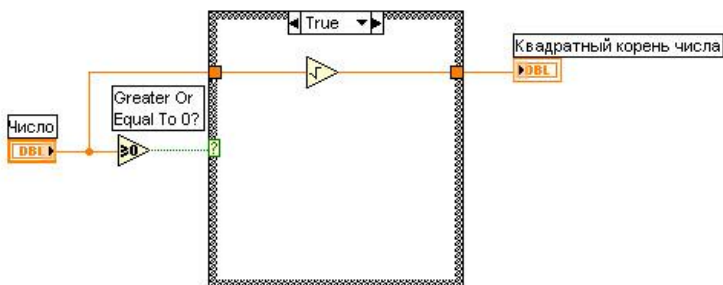 True
Квадратный корень числа
DBL
Greater Or
Equal To 0?
Число
DBL
≥0
?
√